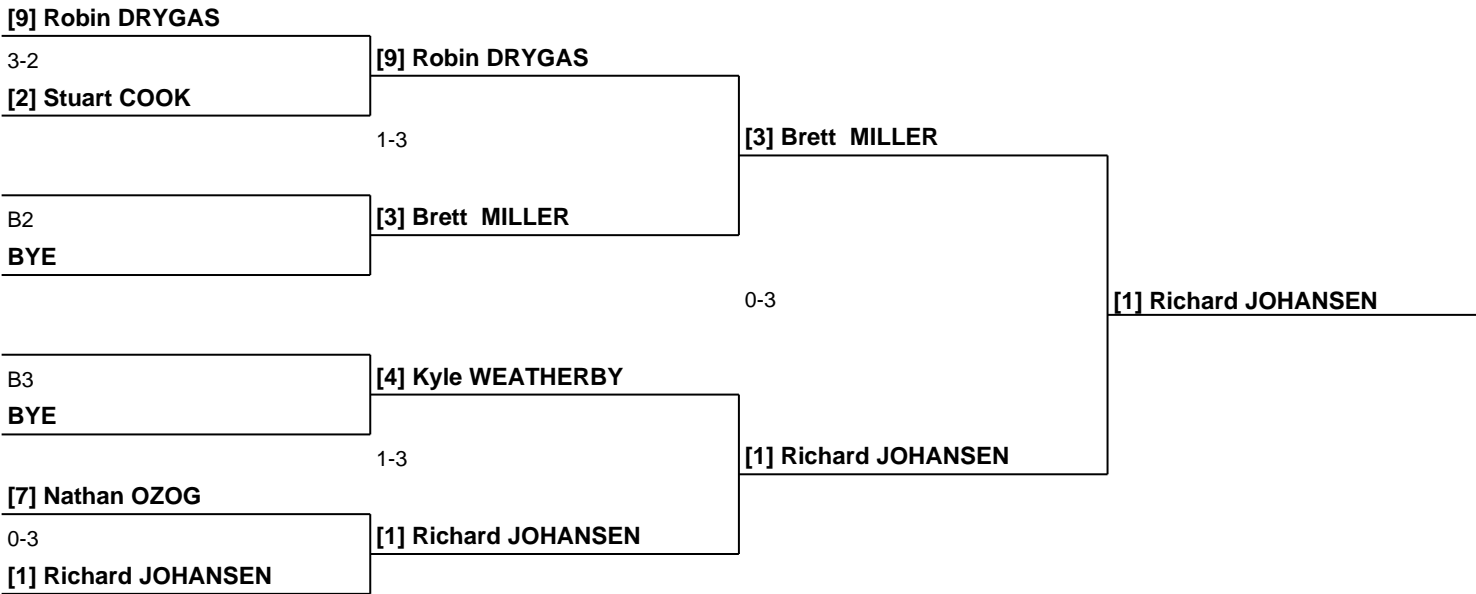 [9] Robin DRYGAS
3-2
[2] Stuart COOK
B2
BYE
B3
BYE
[7] Nathan OZOG
0-3
[1] Richard JOHANSEN
[9] Robin DRYGAS
1-3
[3] Brett  MILLER
[4] Kyle WEATHERBY
1-3
[1] Richard JOHANSEN
[3] Brett  MILLER
0-3
[1] Richard JOHANSEN
[1] Richard JOHANSEN